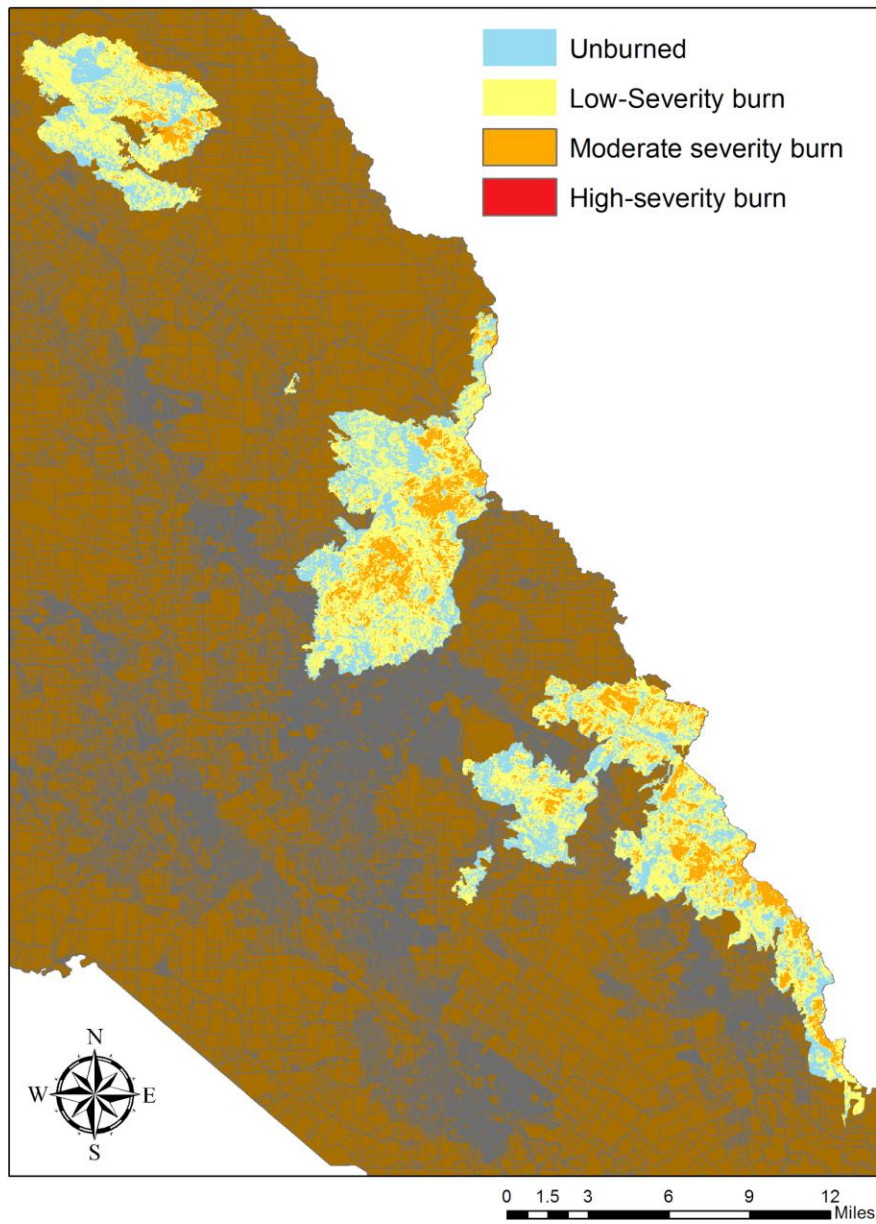 Unburned
Low-Severity burn
Moderate severity burn
High-severity burn
N
W E
S
0 1.5 3 6 9 12
Miles